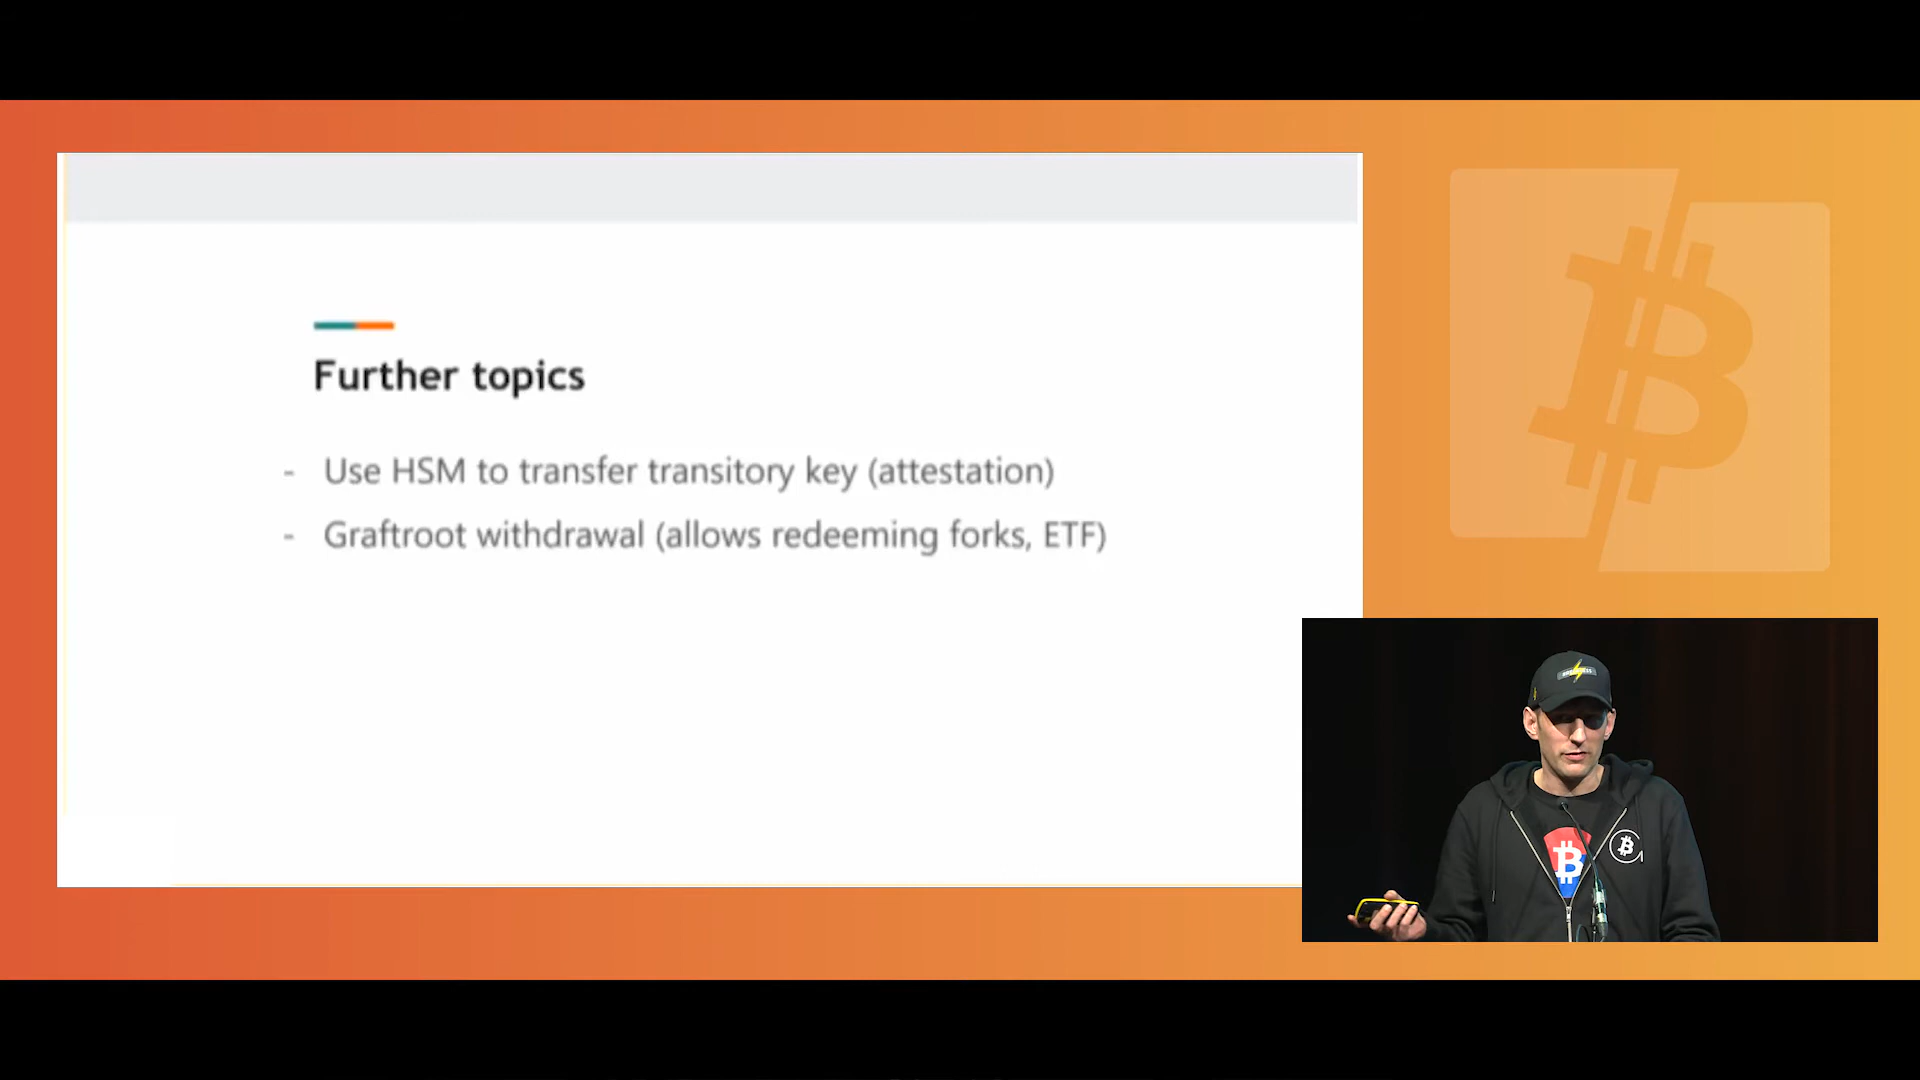 Further topics
- Use HSM to transfer transitory key (attestation)
- Graftroot withdrawal (allows redeeming forks, ETF)